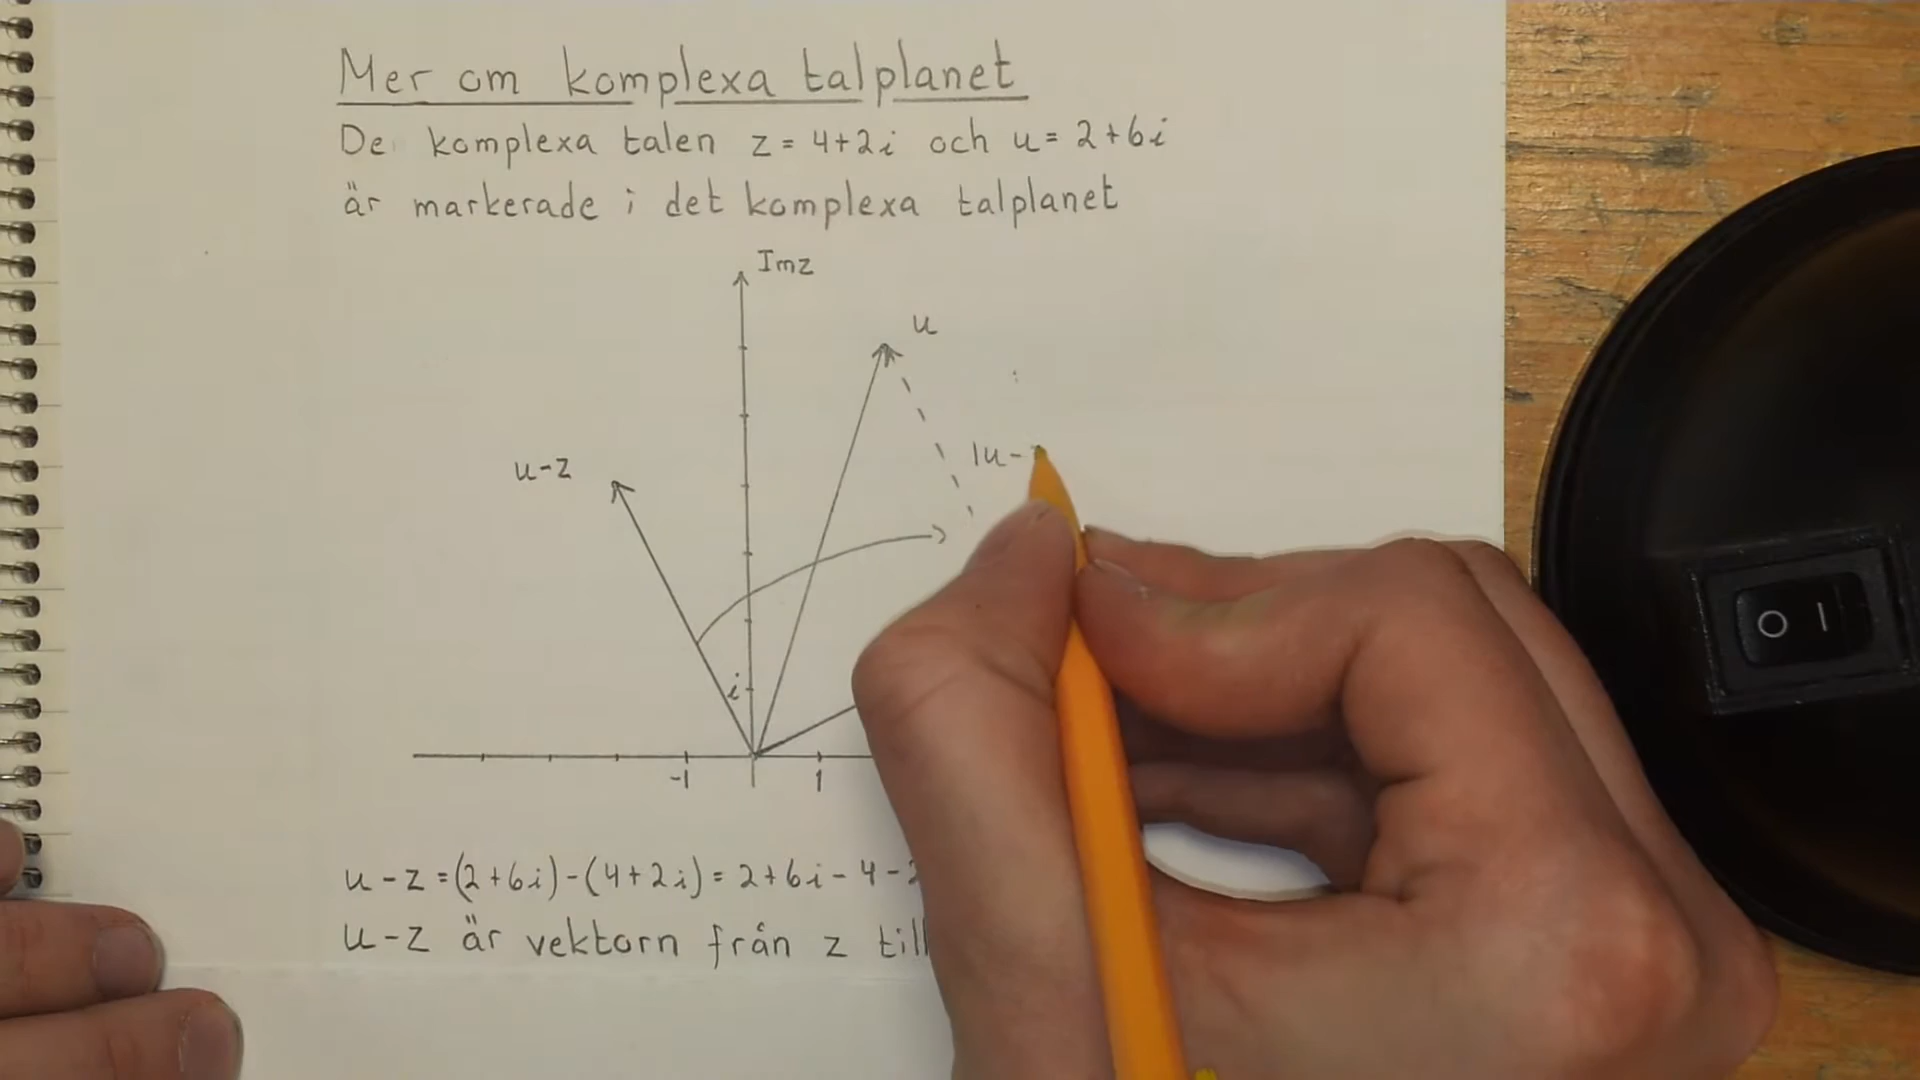 Mer om komplexa talplanet
De komplexa talen z = 4+2i och u = 2+6i
är markerade i det komplexa talplanet
Imz
u
|u-
u-z
i
-1
1
u-z=(2+6i)-(4+2i)=2+6i-4-
u-z är vektorn från z till
O I